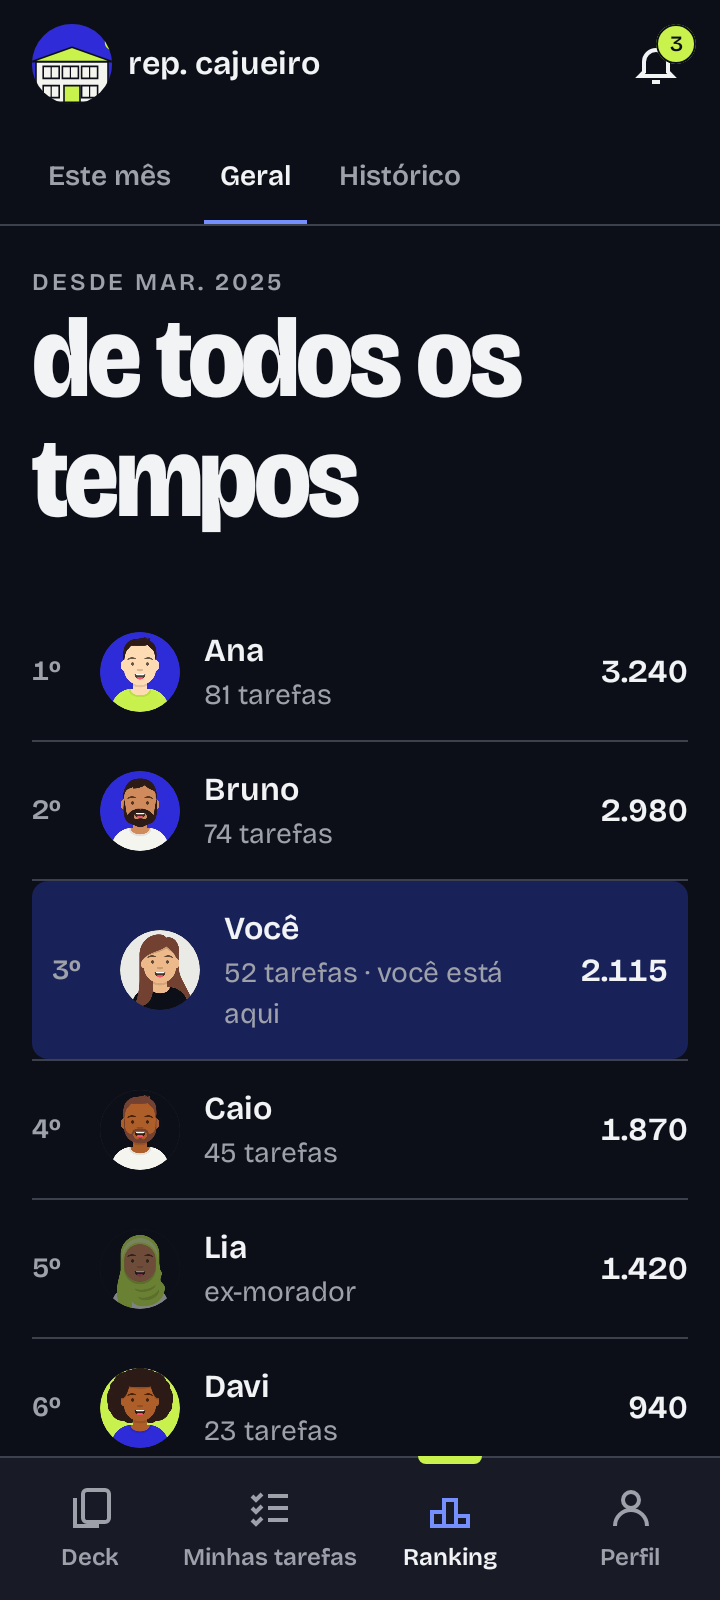 rep. cajueiro
3
Este mês
Geral
Histórico
DESDE MAR. 2025
de todos os
tempos
1º
Ana
81 tarefas
3.240
2º
Bruno
74 tarefas
2.980
3º
Você
52 tarefas · você está
aqui
2.115
4º
Caio
45 tarefas
1.870
5º
Lia
ex-morador
1.420
6º
Davi
23 tarefas
940
Deck
Minhas tarefas
Ranking
Perfil